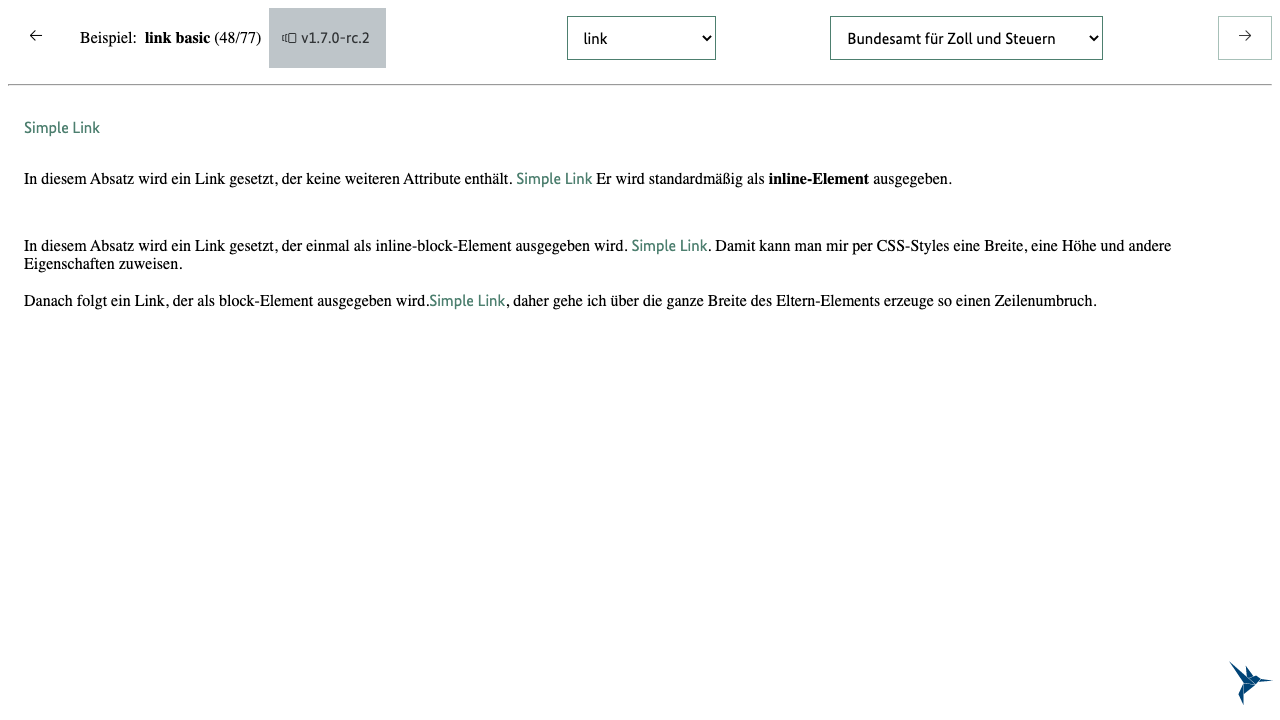 Beispiel: link basic (48/77) v1.7.0-rc.2 link Bundesamt für Zoll und Steuern
Simple Link
In diesem Absatz wird ein Link gesetzt, der keine weiteren Attribute enthält. Simple Link Er wird standardmäßig als inline-Element ausgegeben.
In diesem Absatz wird ein Link gesetzt, der einmal als inline-block-Element ausgegeben wird. Simple Link. Damit kann man mir per CSS-Styles eine Breite, eine Höhe und andere
Eigenschaften zuweisen.
Danach folgt ein Link, der als block-Element ausgegeben wird.Simple Link, daher gehe ich über die ganze Breite des Eltern-Elements erzeuge so einen Zeilenumbruch.